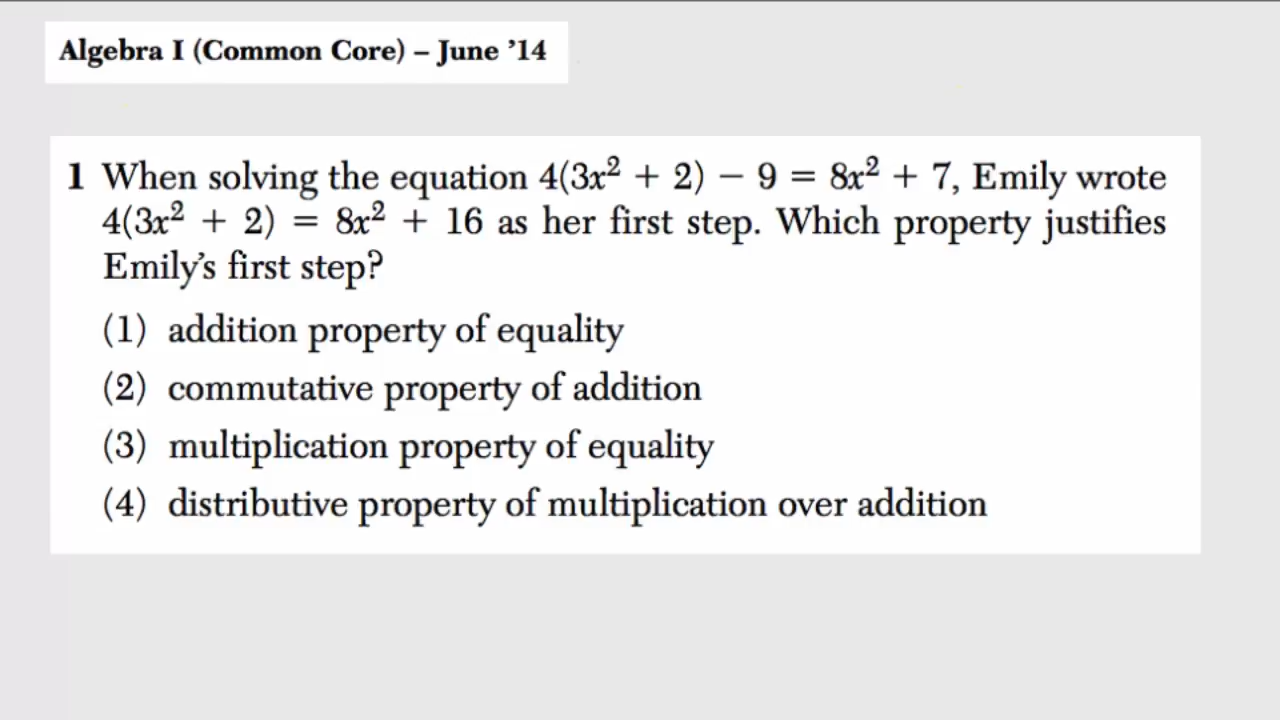 Algebra I (Common Core) – June ’14
1 When solving the equation 4(3x² + 2) – 9 = 8x² + 7, Emily wrote
4(3x² + 2) = 8x² + 16 as her first step. Which property justifies
Emily’s first step?
(1) addition property of equality
(2) commutative property of addition
(3) multiplication property of equality
(4) distributive property of multiplication over addition